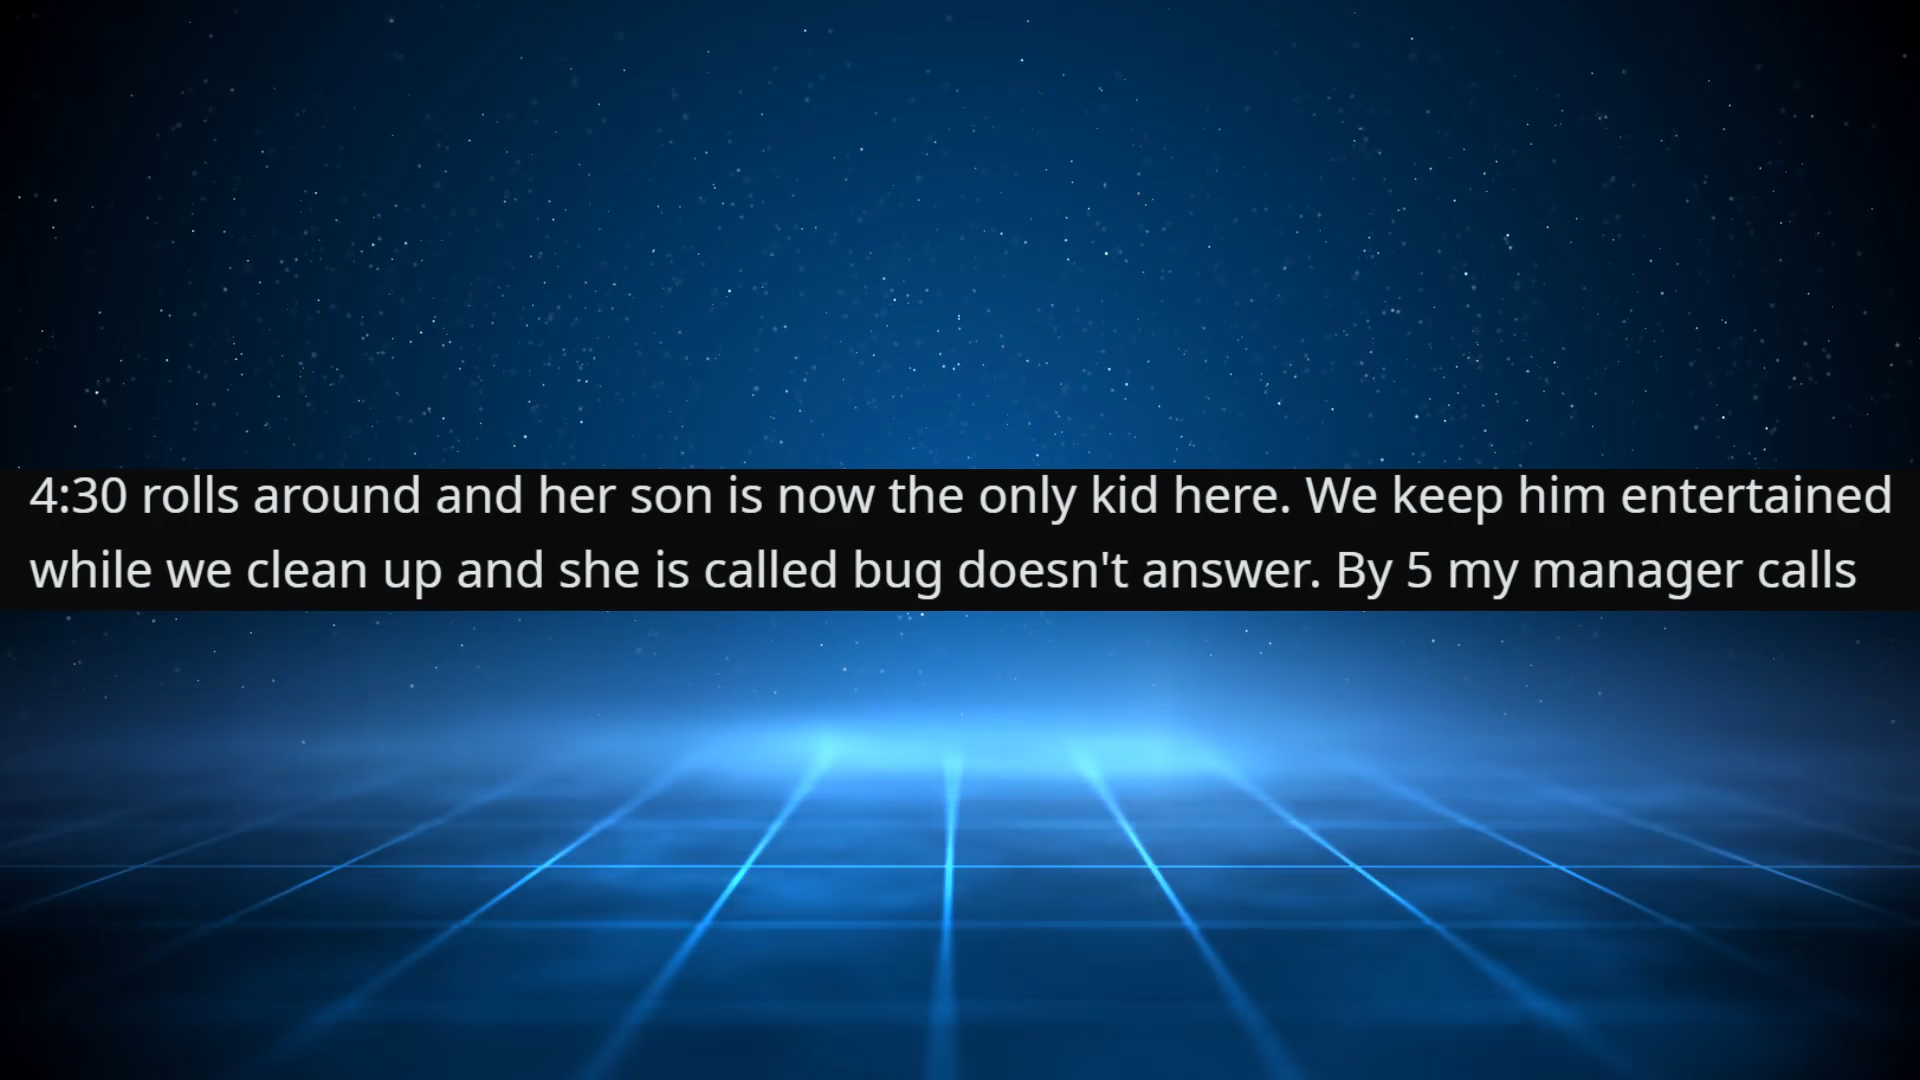 4:30 rolls around and her son is now the only kid here. We keep him entertained
while we clean up and she is called bug doesn't answer. By 5 my manager calls